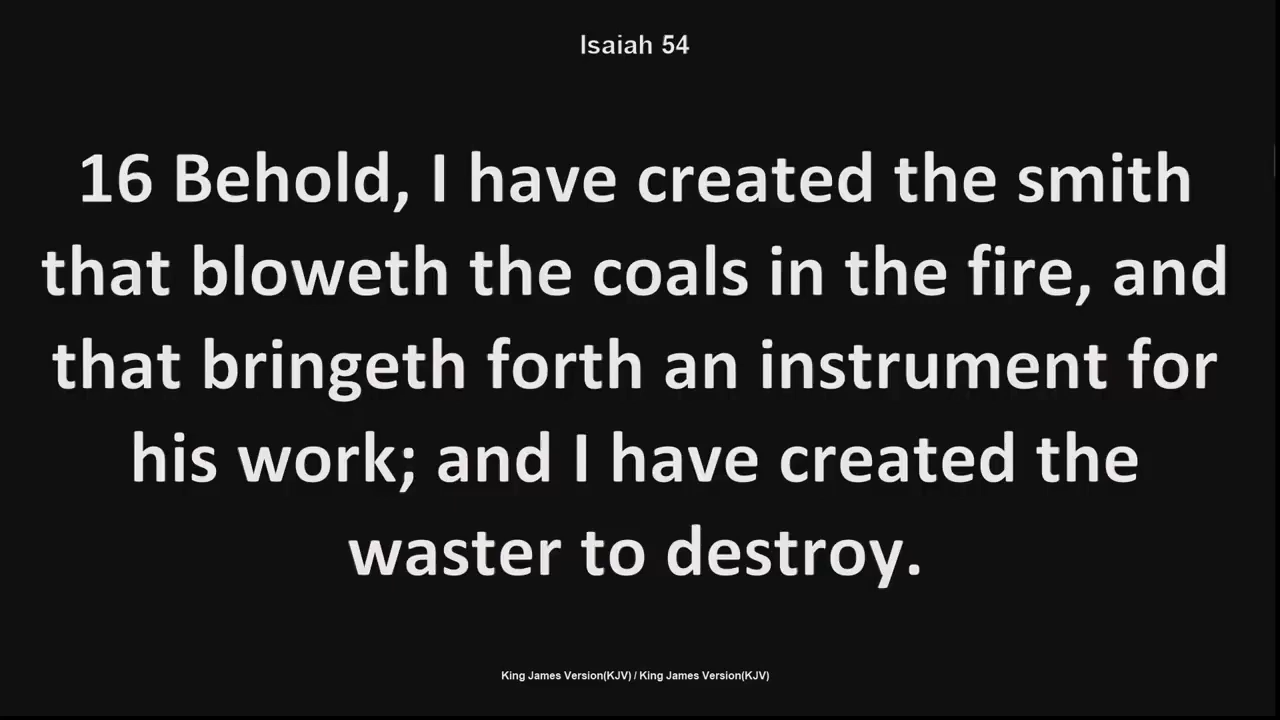 Isaiah 54
16 Behold, I have created the smith
that bloweth the coals in the fire, and
that bringeth forth an instrument for
his work; and I have created the
waster to destroy.
King James Version(KJV) / King James Version(KJV)